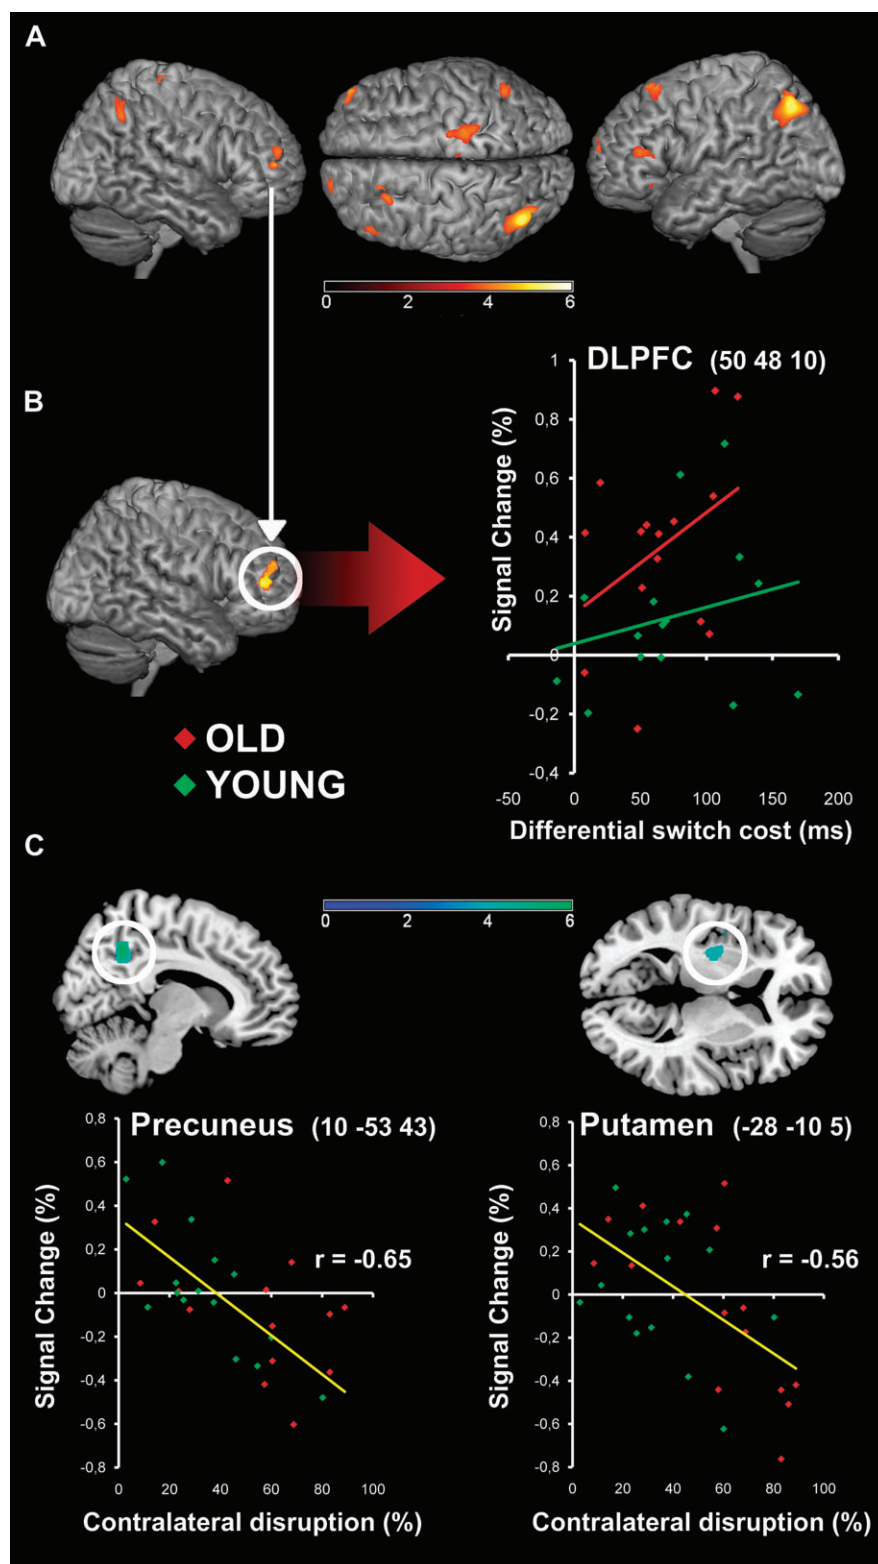 A
0 2 4 6
B
DLPFC (50 48 10)
Signal Change (%)
1
0,8
0,6
0,4
0,2
0
-0,2
-0,4
-50 0 50 100 150 200
Differential switch cost (ms)
OLD
YOUNG
C
0 2 4 6
Precuneus (10 -53 43)
Signal Change (%)
0,8
0,6
0,4
0,2
0
-0,2
-0,4
-0,6
-0,8
r = -0.65
0 20 40 60 80 100
Contralateral disruption (%)
Putamen (-28 -10 5)
Signal Change (%)
0,8
0,6
0,4
0,2
0
-0,2
-0,4
-0,6
-0,8
r = -0.56
0 20 40 60 80 100
Contralateral disruption (%)